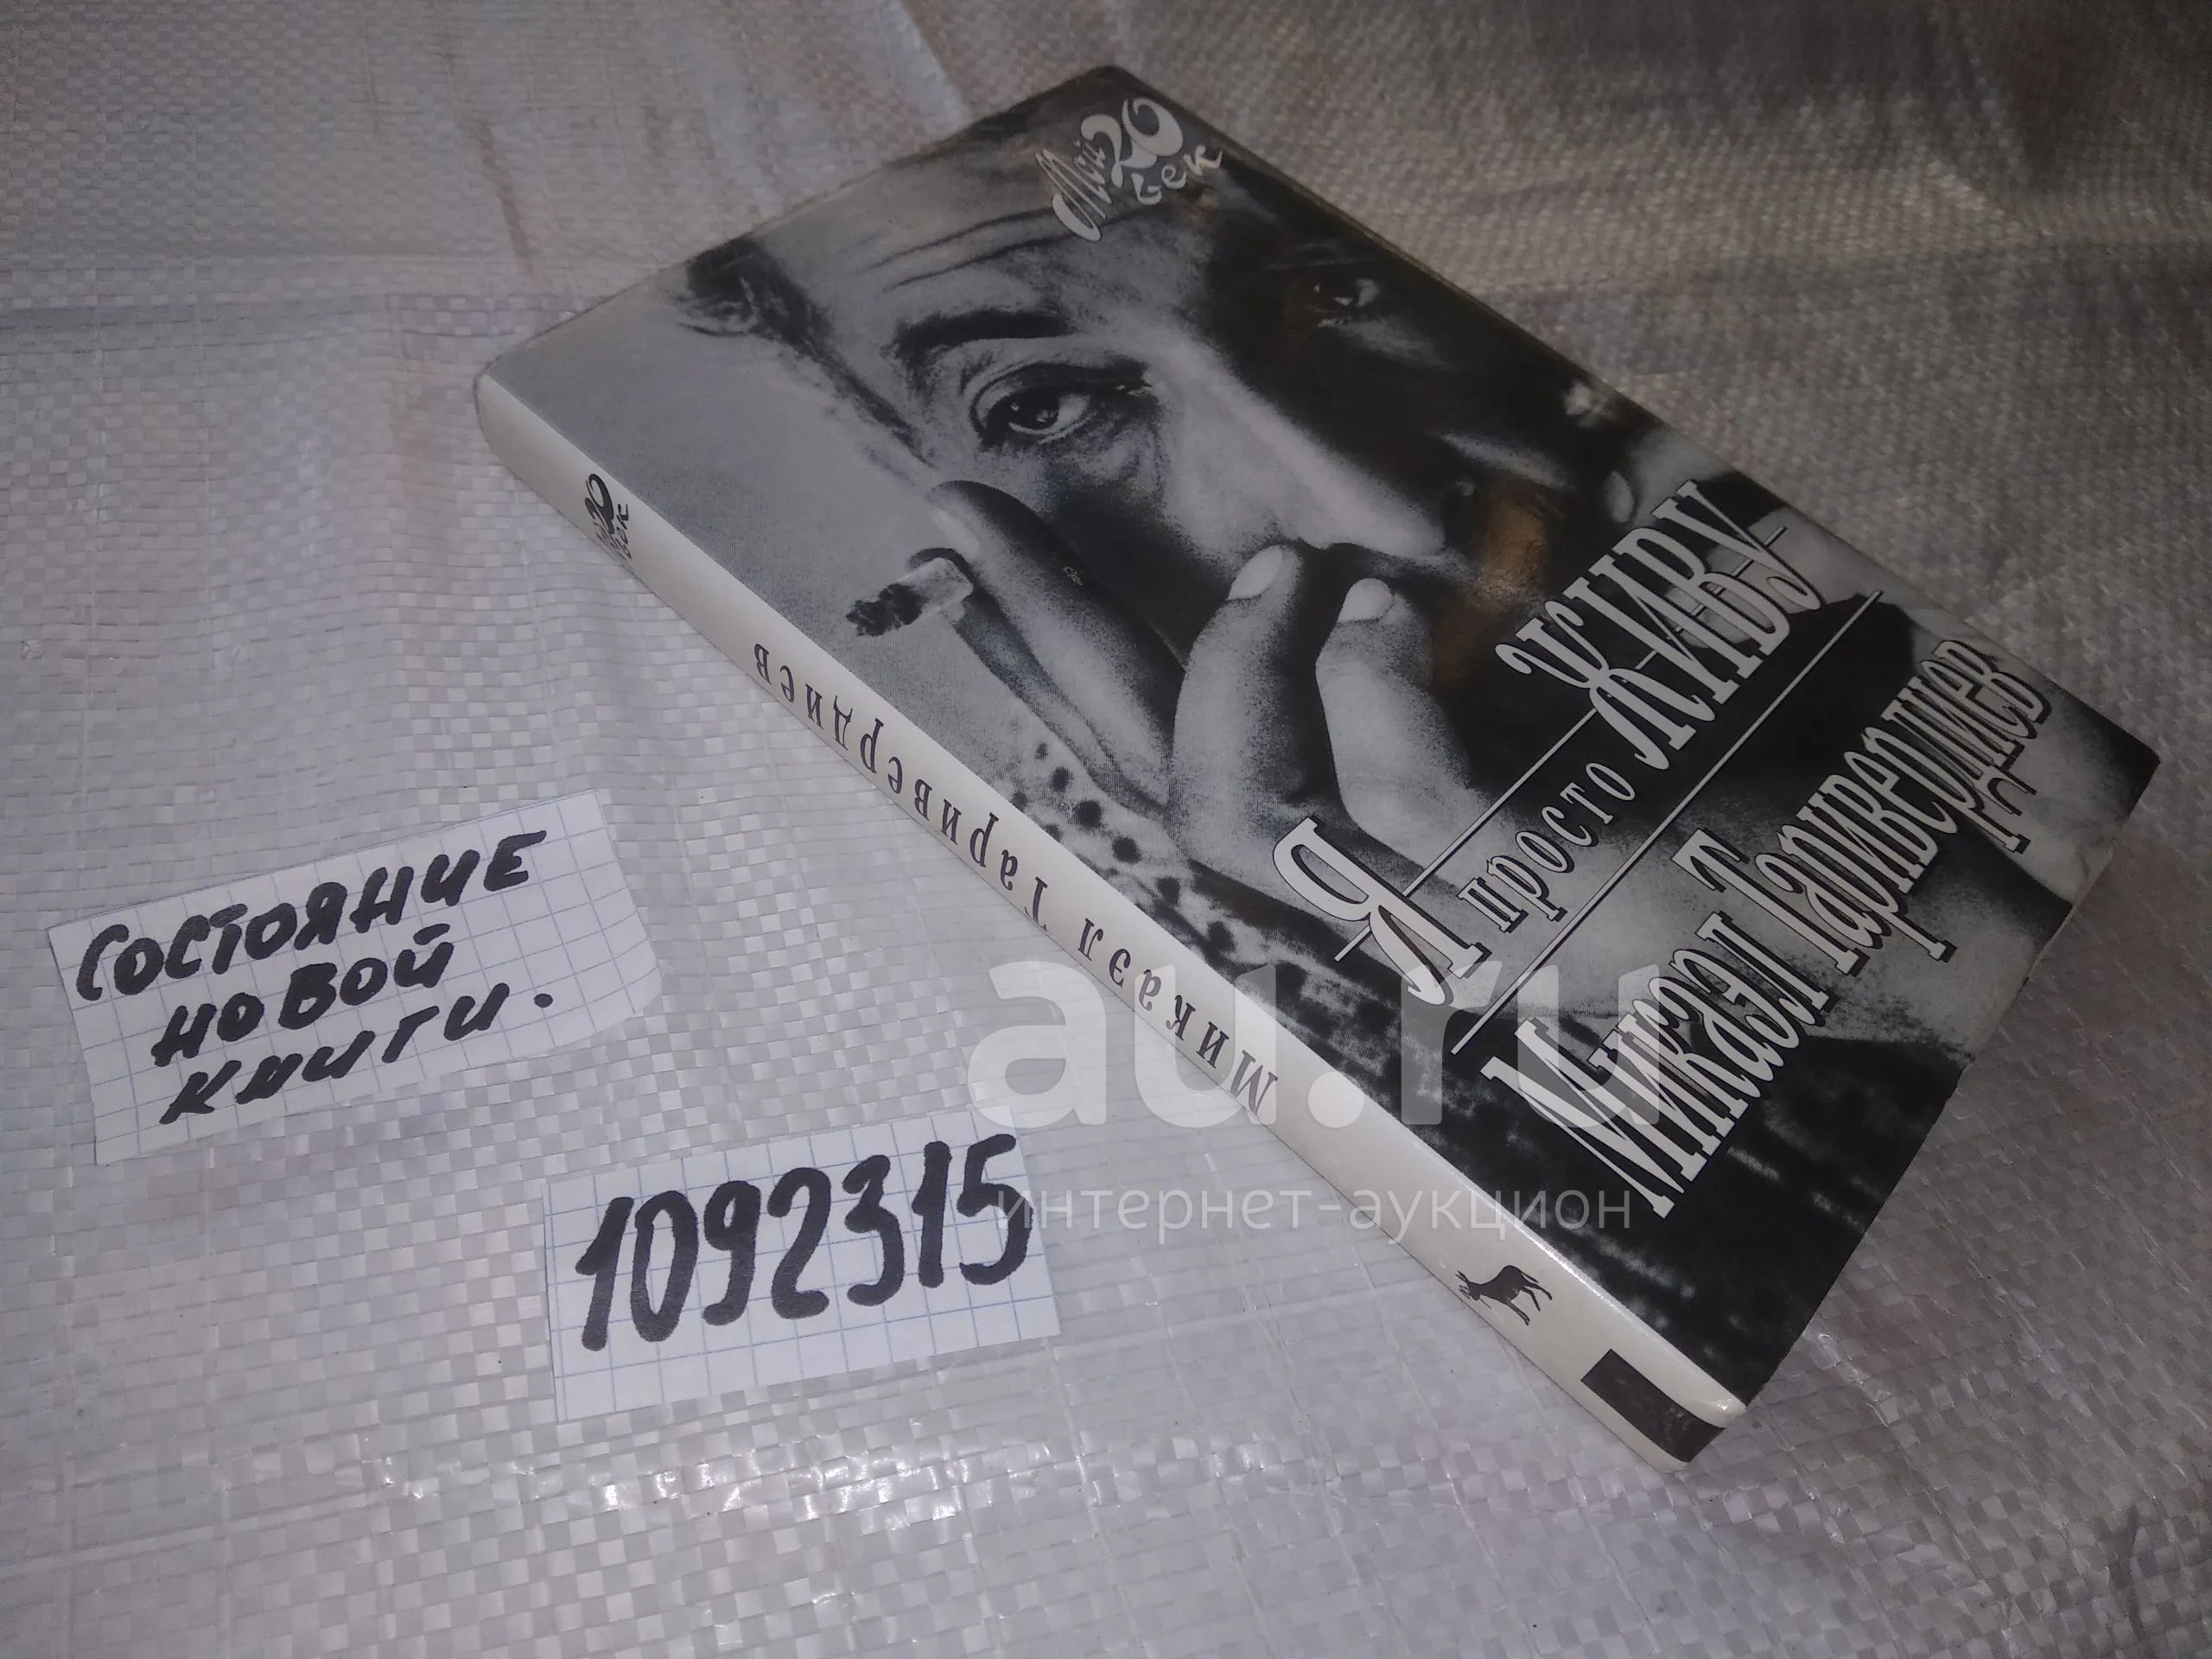 Мой 20
век
Я просто ЖИВУ
Микаэл Таривердиев
Мой 20
век
Микаэл Таривердиев
СОСТОЯНИЕ
НОВОЙ
КНИГИ.
1092315
au.ru
интернет-аукцион